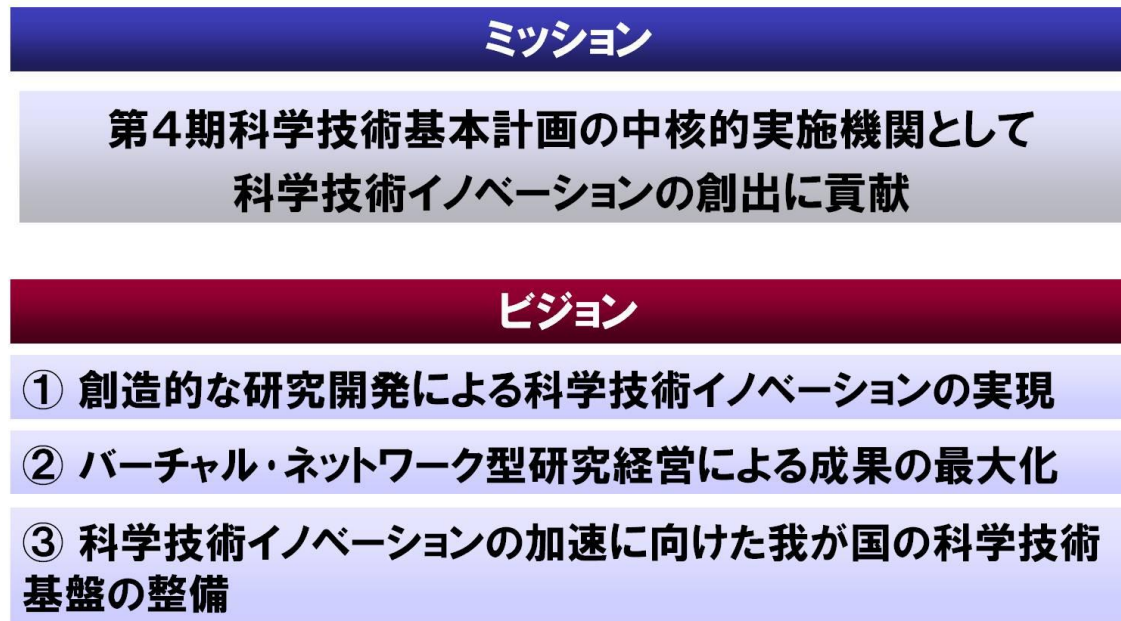 ミッション
第4期科学技術基本計画の中核的実施機関として
科学技術イノベーションの創出に貢献
ビジョン
① 創造的な研究開発による科学技術イノベーションの実現
② バーチャル・ネットワーク型研究経営による成果の最大化
③ 科学技術イノベーションの加速に向けた我が国の科学技術
基盤の整備